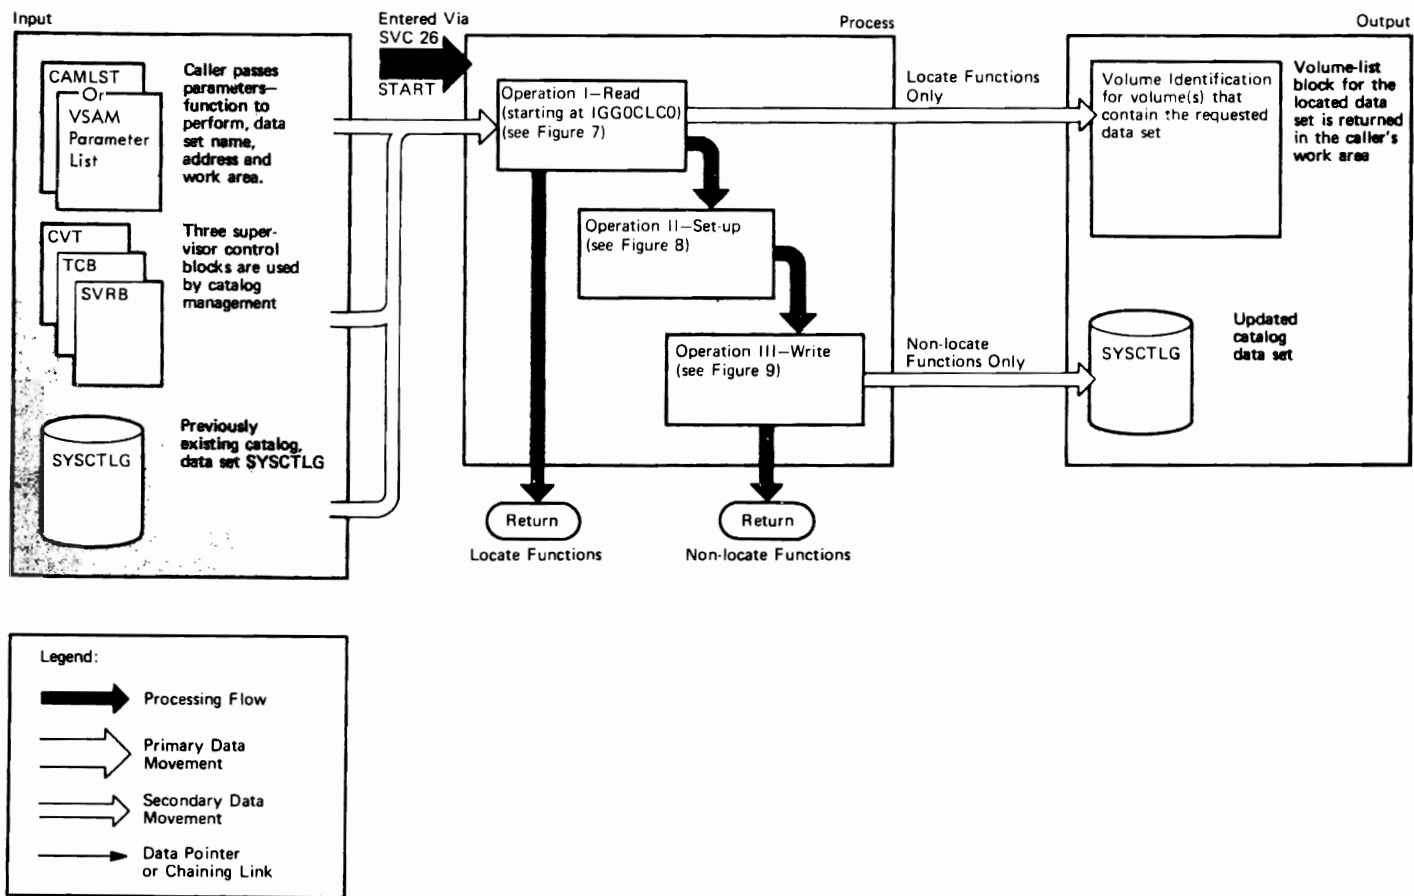 Input
CAMLST
Or
VSAM
Parameter
List
Caller passes
parameters—
function to
perform, data
set name,
address and
work area.
CVT
TCB
SVRB
Three super-
visor control
blocks are used
by catalog
management
SYSCTLG
Previously
existing catalog,
data set SYSCTLG
Entered Via
SVC 26
START
Process
Operation I—Read
(starting at IGG0CLC0)
(see Figure 7)
Operation II—Set-up
(see Figure 8)
Operation III—Write
(see Figure 9)
Return
Locate Functions
Return
Non-locate Functions
Locate Functions
Only
Non-locate
Functions Only
Output
Volume Identification
for volume(s) that
contain the requested
data set
Volume-list
block for the
located data
set is returned
in the caller's
work area
SYSCTLG
Updated
catalog
data set
Legend:
Processing Flow
Primary Data
Movement
Secondary Data
Movement
Data Pointer
or Chaining Link